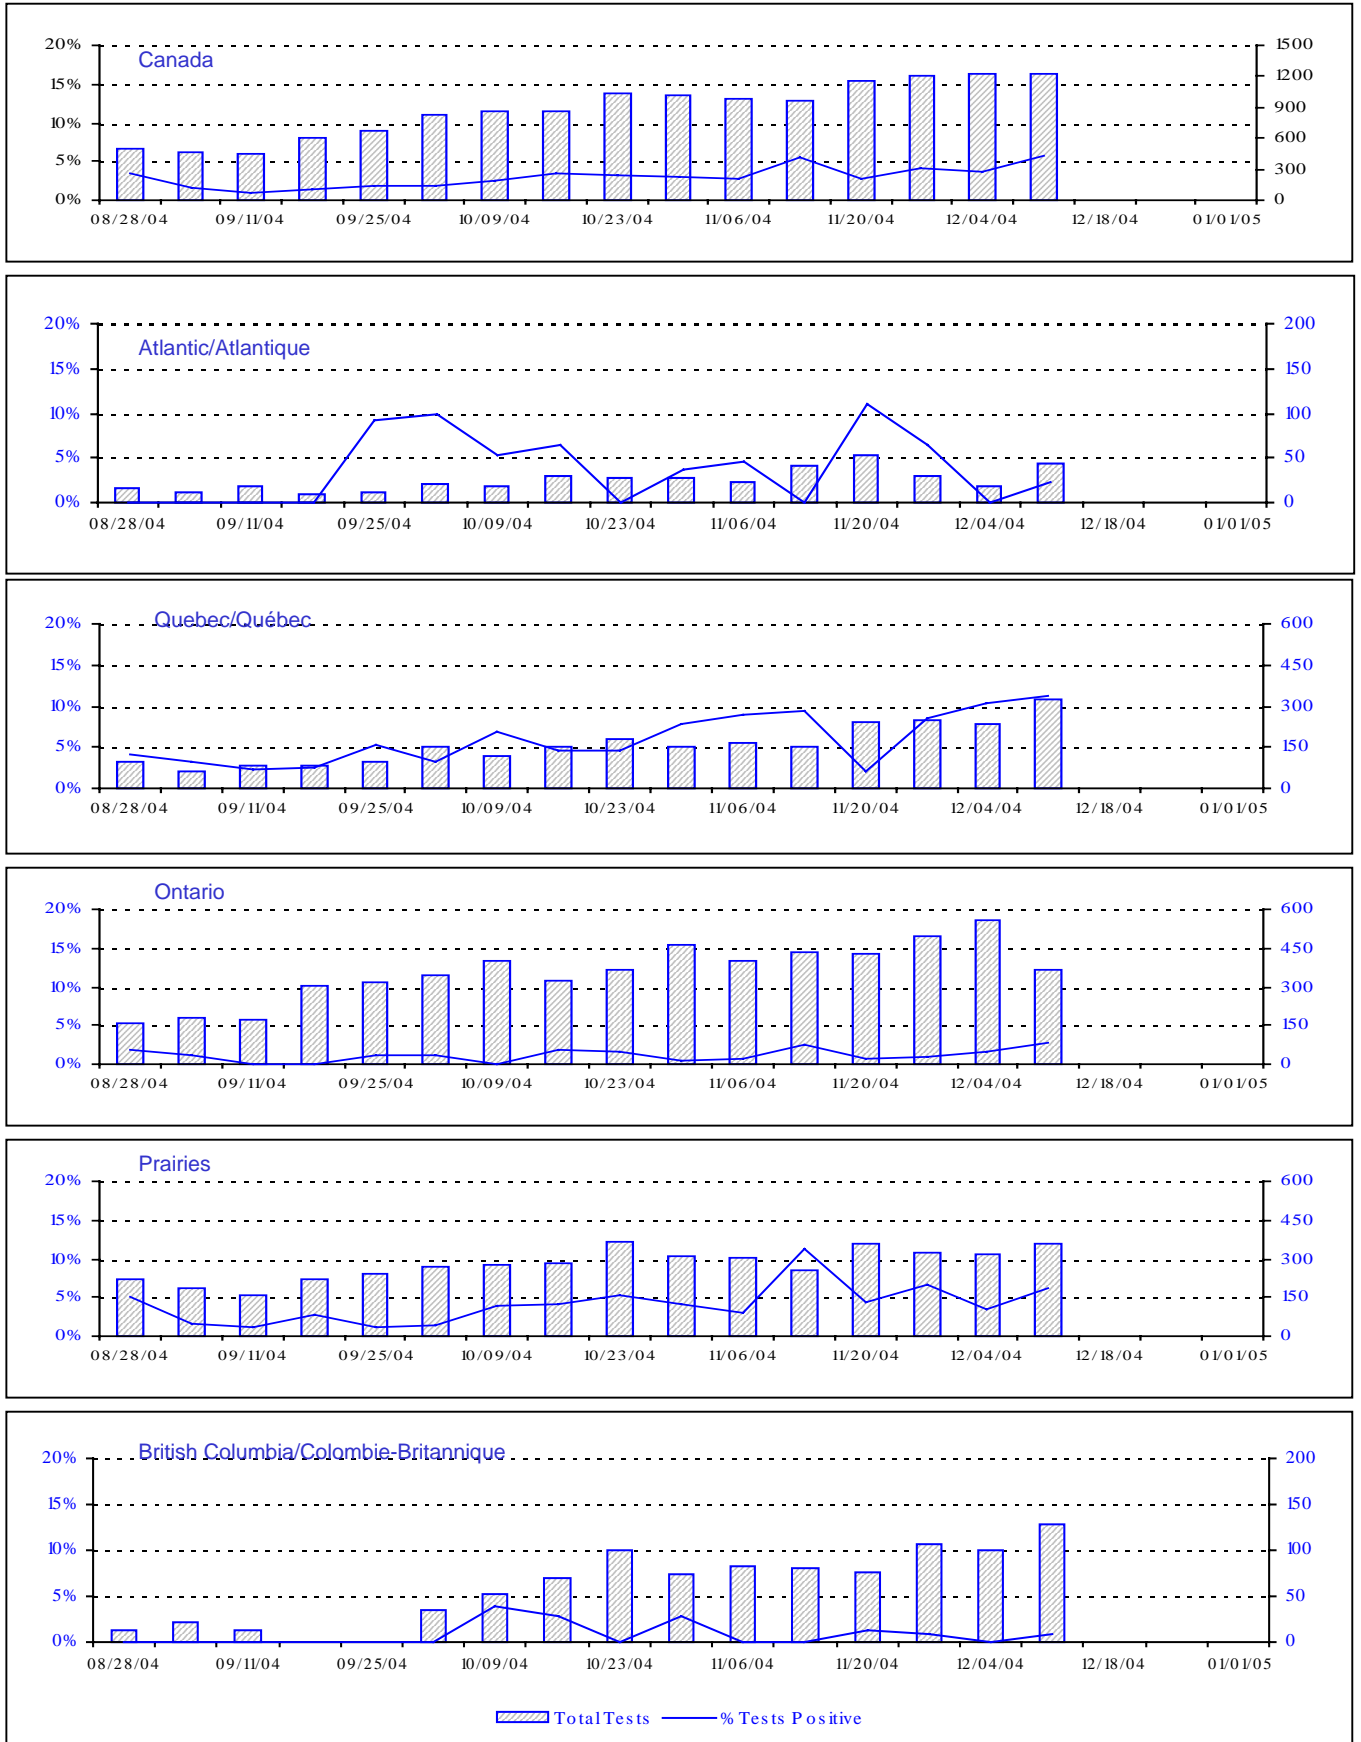 Canada
20% 1500
15% 1200
900
10% 600
5% 300
0% 0
08/28/04 09/11/04 09/25/04 10/09/04 10/23/04 11/06/04 11/20/04 12/04/04 12/18/04 01/01/05
Atlantic/Atlantique
20% 200
15% 150
10% 100
5% 50
0% 0
08/28/04 09/11/04 09/25/04 10/09/04 10/23/04 11/06/04 11/20/04 12/04/04 12/18/04 01/01/05
Quebec/Québec
20% 600
15% 450
10% 300
5% 150
0% 0
08/28/04 09/11/04 09/25/04 10/09/04 10/23/04 11/06/04 11/20/04 12/04/04 12/18/04 01/01/05
Ontario
20% 600
15% 450
10% 300
5% 150
0% 0
08/28/04 09/11/04 09/25/04 10/09/04 10/23/04 11/06/04 11/20/04 12/04/04 12/18/04 01/01/05
Prairies
20% 600
15% 450
10% 300
5% 150
0% 0
08/28/04 09/11/04 09/25/04 10/09/04 10/23/04 11/06/04 11/20/04 12/04/04 12/18/04 01/01/05
British Columbia/Colombie-Britannique
20% 200
15% 150
10% 100
5% 50
0% 0
08/28/04 09/11/04 09/25/04 10/09/04 10/23/04 11/06/04 11/20/04 12/04/04 12/18/04 01/01/05
Total Tests % Tests Positive